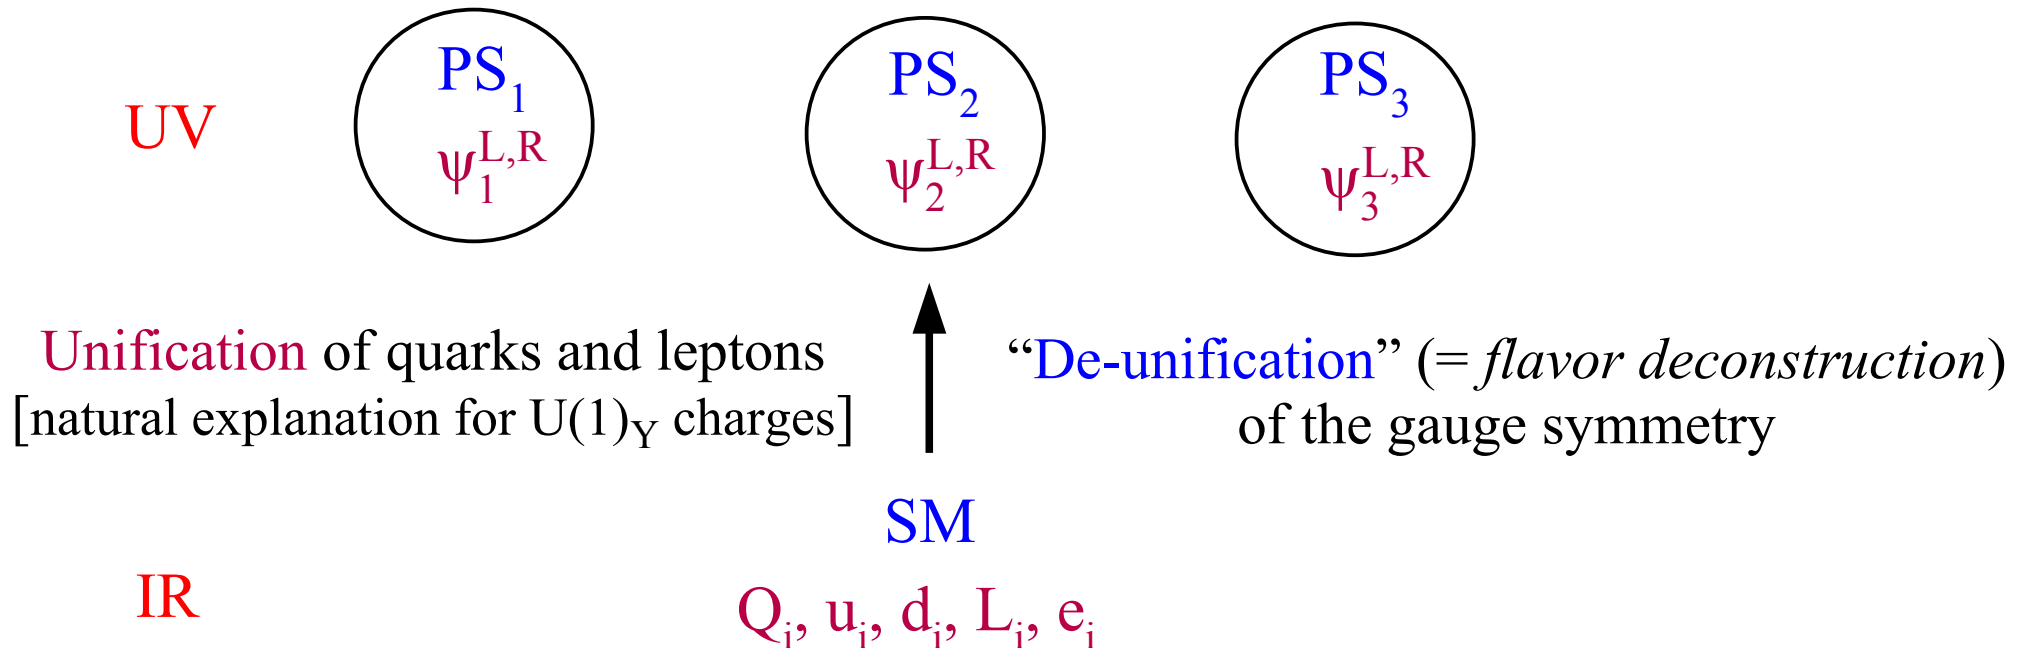 PS₁ PS₂ PS₃
UV
ψ₁ᴸ,ᴿ ψ₂ᴸ,ᴿ ψ₃ᴸ,ᴿ
Unification of quarks and leptons
[natural explanation for U(1)Y charges]
“De-unification” (= flavor deconstruction)
of the gauge symmetry
SM
IR
Qᵢ, uᵢ, dᵢ, Lᵢ, eᵢ